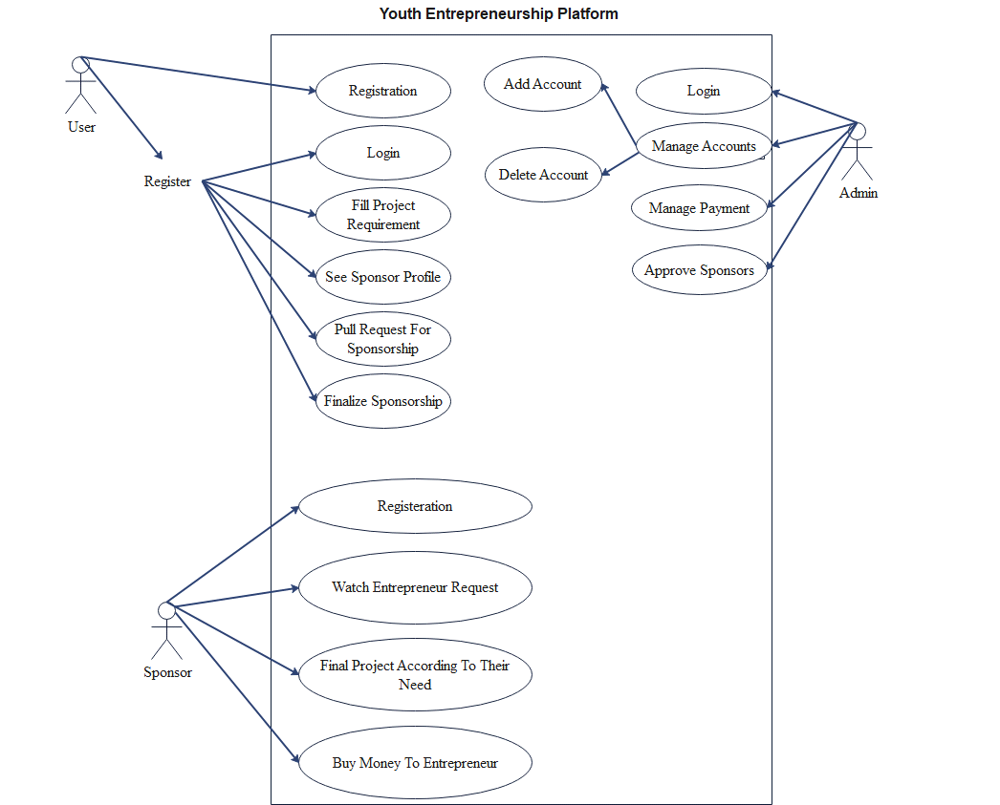 Youth Entrepreneurship Platform
User
Register
Registration
Login
Fill Project
Requirement
See Sponsor Profile
Pull Request For
Sponsorship
Finalize Sponsorship
Add Account
Delete Account
Login
Manage Accounts
Manage Payment
Approve Sponsors
Admin
Registeration
Watch Entrepreneur Request
Final Project According To Their
Need
Buy Money To Entrepreneur
Sponsor